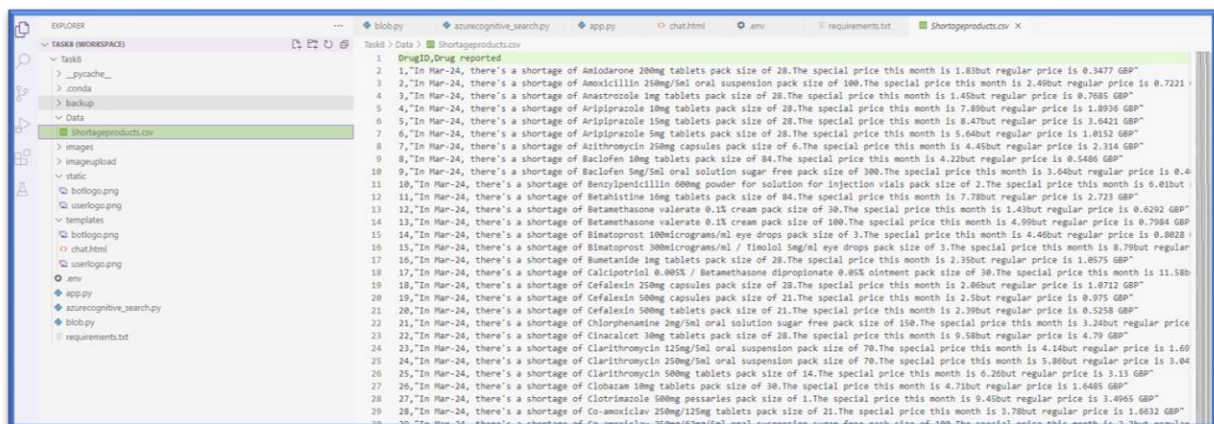 EXPLORER
TASK8 (WORKSPACE)
Task8
__pycache__
.conda
backup
Data
Shortageproducts.csv
images
imageupload
static
botlogo.png
userlogo.png
templates
botlogo.png
chat.html
userlogo.png
.env
app.py
azurecognitive_search.py
blob.py
requirements.txt
blob.py azurecognitive_search.py app.py chat.html .env requirements.txt Shortageproducts.csv
Task8 > Data > Shortageproducts.csv
1 DrugID,Drug reported
2 1,"In Mar-24, there's a shortage of Amiodarone 200mg tablets pack size of 28.The special price this month is 1.83but regular price is 0.3477 GBP"
3 2,"In Mar-24, there's a shortage of Amoxicillin 250mg/5ml oral suspension pack size of 100.The special price this month is 2.49but regular price is 0.7221
4 3,"In Mar-24, there's a shortage of Anastrozole 1mg tablets pack size of 28.The special price this month is 1.45but regular price is 0.7685 GBP"
5 4,"In Mar-24, there's a shortage of Aripiprazole 10mg tablets pack size of 28.The special price this month is 7.89but regular price is 1.8936 GBP"
6 5,"In Mar-24, there's a shortage of Aripiprazole 15mg tablets pack size of 28.The special price this month is 8.47but regular price is 3.6421 GBP"
7 6,"In Mar-24, there's a shortage of Aripiprazole 5mg tablets pack size of 28.The special price this month is 5.64but regular price is 1.0152 GBP"
8 7,"In Mar-24, there's a shortage of Azithromycin 250mg capsules pack size of 6.The special price this month is 4.45but regular price is 2.314 GBP"
9 8,"In Mar-24, there's a shortage of Baclofen 10mg tablets pack size of 84.The special price this month is 4.22but regular price is 0.5486 GBP"
10 9,"In Mar-24, there's a shortage of Baclofen 5mg/5ml oral solution sugar free pack size of 300.The special price this month is 3.64but regular price is
11 10,"In Mar-24, there's a shortage of Benzylpenicillin 600mg powder for solution for injection vials pack size of 2.The special price this month is 6.01but
12 11,"In Mar-24, there's a shortage of Betahistine 16mg tablets pack size of 84.The special price this month is 7.78but regular price is 2.723 GBP"
13 12,"In Mar-24, there's a shortage of Betamethasone valerate 0.1% cream pack size of 30.The special price this month is 1.43but regular price is 0.6292 GBP"
14 13,"In Mar-24, there's a shortage of Betamethasone valerate 0.1% cream pack size of 100.The special price this month is 4.99but regular price is 0.7984 GBP
15 14,"In Mar-24, there's a shortage of Bimatoprost 100micrograms/ml eye drops pack size of 3.The special price this month is 4.46but regular price is 0.8028
16 15,"In Mar-24, there's a shortage of Bimatoprost 300micrograms/ml / Timolol 5mg/ml eye drops pack size of 3.The special price this month is 8.79but regular
17 16,"In Mar-24, there's a shortage of Bumetanide 1mg tablets pack size of 28.The special price this month is 2.35but regular price is 1.0575 GBP"
18 17,"In Mar-24, there's a shortage of Calcipotriol 0.005% / Betamethasone dipropionate 0.05% ointment pack size of 30.The special price this month is 11.58b
19 18,"In Mar-24, there's a shortage of Cefalexin 250mg capsules pack size of 28.The special price this month is 2.06but regular price is 1.0712 GBP"
20 19,"In Mar-24, there's a shortage of Cefalexin 500mg capsules pack size of 21.The special price this month is 2.5but regular price is 0.975 GBP"
21 20,"In Mar-24, there's a shortage of Cefalexin 500mg tablets pack size of 21.The special price this month is 2.39but regular price is 0.5258 GBP"
22 21,"In Mar-24, there's a shortage of Chlorphenamine 2mg/5ml oral solution sugar free pack size of 150.The special price this month is 3.24but regular price
23 22,"In Mar-24, there's a shortage of Cinacalcet 30mg tablets pack size of 28.The special price this month is 9.58but regular price is 4.79 GBP"
24 23,"In Mar-24, there's a shortage of Clarithromycin 125mg/5ml oral suspension pack size of 70.The special price this month is 4.14but regular price is 1.69
25 24,"In Mar-24, there's a shortage of Clarithromycin 250mg/5ml oral suspension pack size of 70.The special price this month is 5.86but regular price is 3.04
26 25,"In Mar-24, there's a shortage of Clarithromycin 500mg tablets pack size of 14.The special price this month is 6.26but regular price is 3.13 GBP"
27 26,"In Mar-24, there's a shortage of Clobazam 10mg tablets pack size of 30.The special price this month is 4.71but regular price is 1.6485 GBP"
28 27,"In Mar-24, there's a shortage of Clotrimazole 500mg pessaries pack size of 1.The special price this month is 9.45but regular price is 3.4965 GBP"
29 28,"In Mar-24, there's a shortage of Co-amoxiclav 250mg/125mg tablets pack size of 21.The special price this month is 3.78but regular price is 1.6632 GBP"